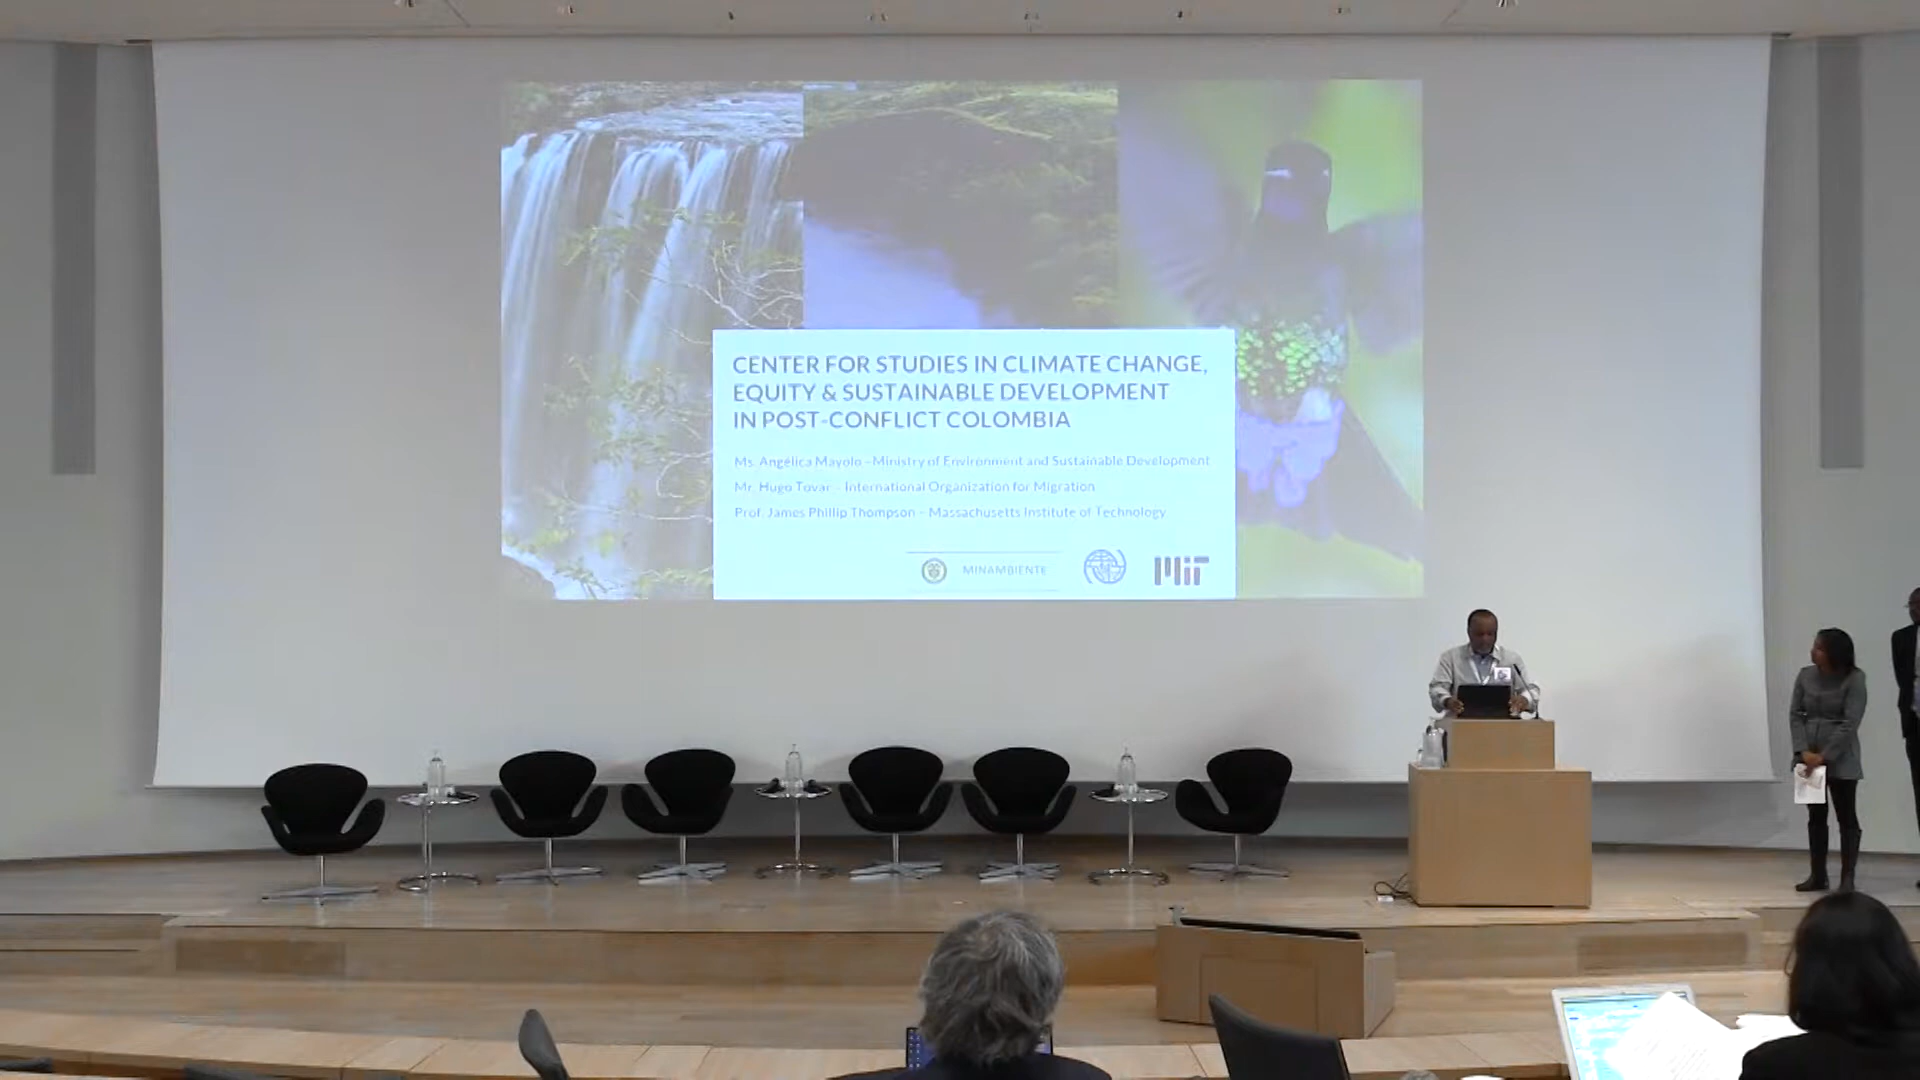 CENTER FOR STUDIES IN CLIMATE CHANGE,
EQUITY & SUSTAINABLE DEVELOPMENT
IN POST-CONFLICT COLOMBIA
Ms. Angélica Mayolo - Ministry of Environment and Sustainable Development
Mr. Hugo Tovar - International Organization for Migration
Prof. James Phillip Thompson - Massachusetts Institute of Technology
MINAMBIENTE
MIT